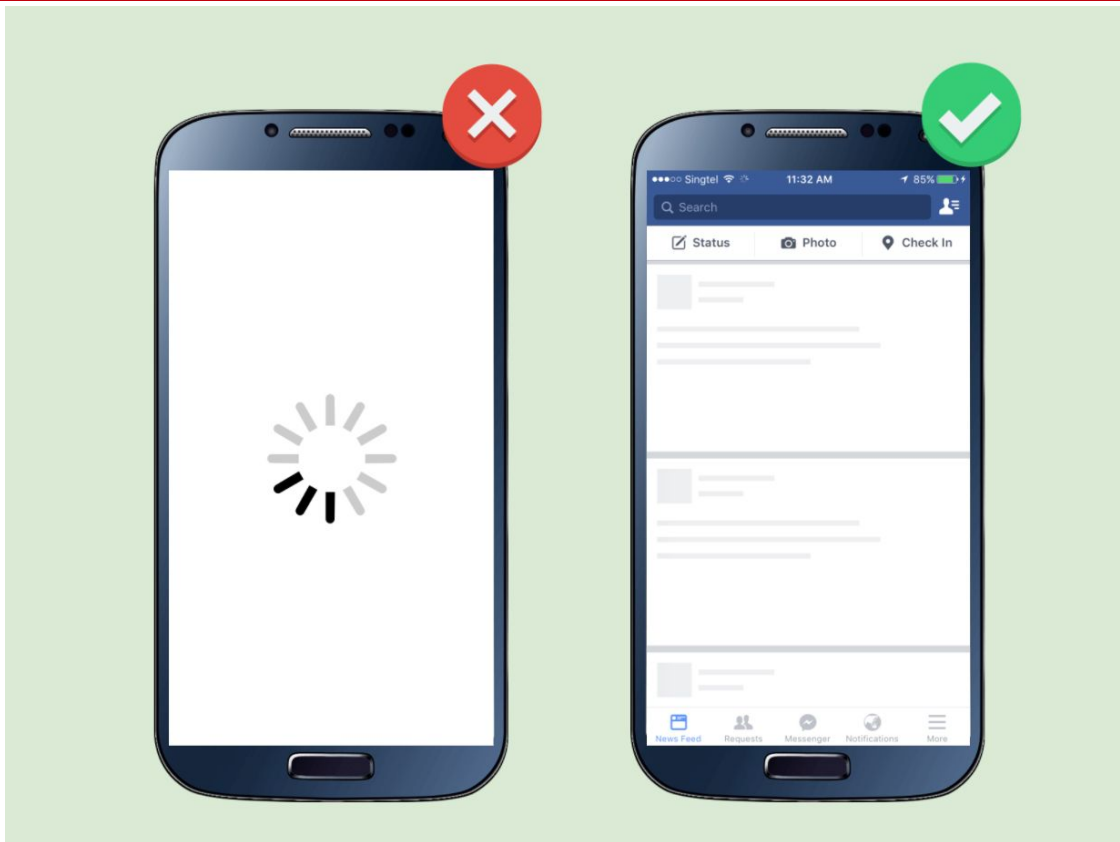 Singtel 11:32 AM 85%
Search
Status Photo Check In
News Feed Requests Messenger Notifications More